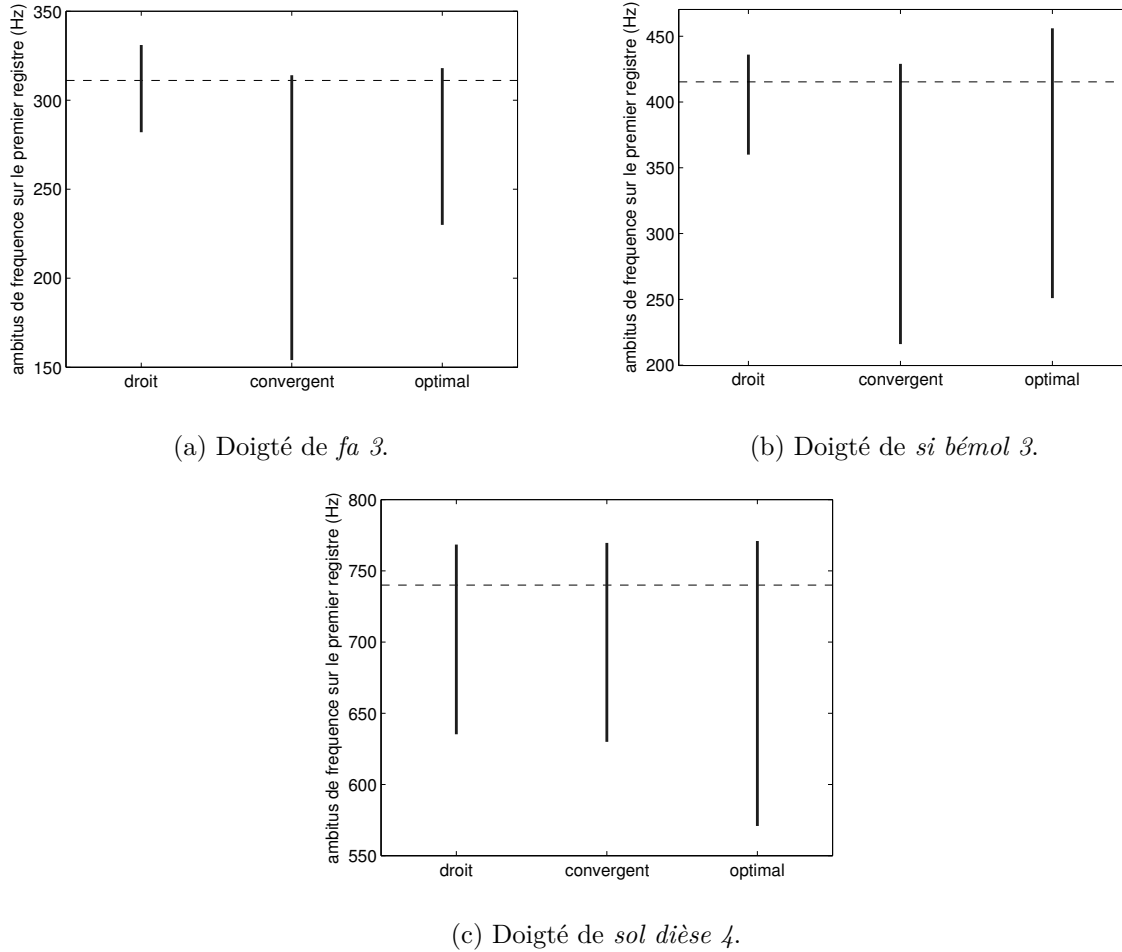 ambitus de frequence sur le premier registre (Hz)
350
300
250
200
150
droit
convergent
optimal
(a) Doigté de fa 3.
ambitus de frequence sur le premier registre (Hz)
450
400
350
300
250
200
droit
convergent
optimal
(b) Doigté de si bémol 3.
ambitus de frequence sur le premier registre (Hz)
800
750
700
650
600
550
droit
convergent
optimal
(c) Doigté de sol dièse 4.